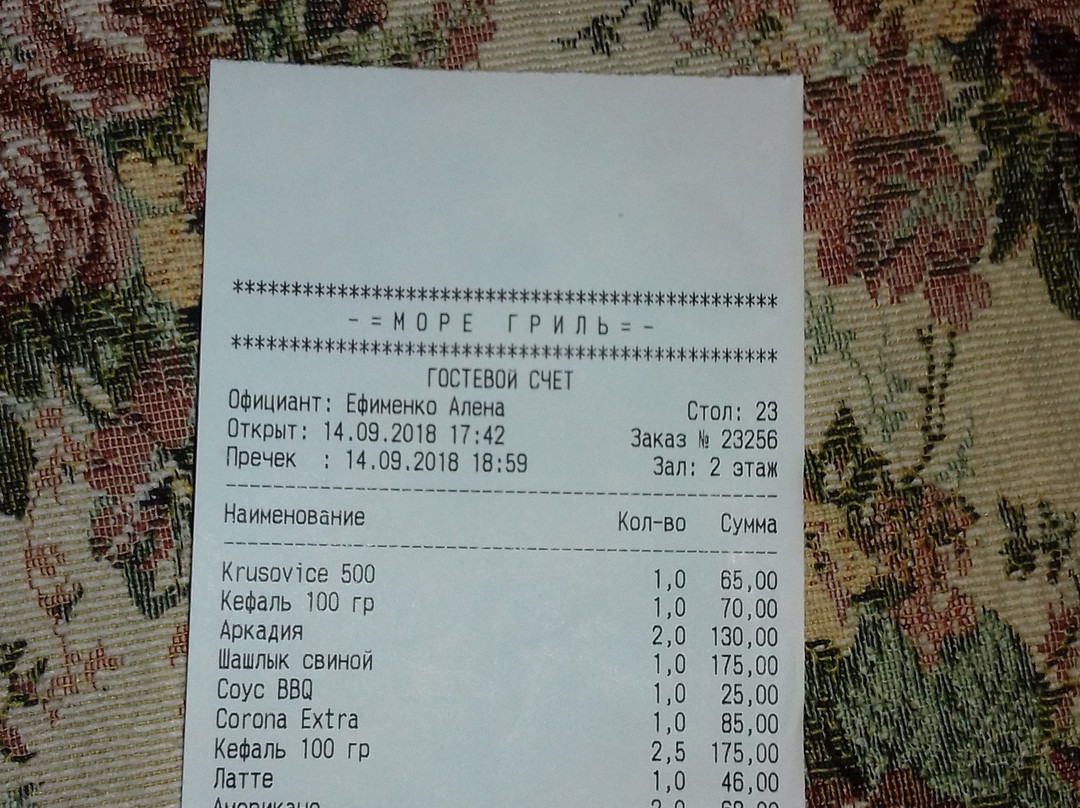 ***********************************************
-=МОРЕ ГРИЛЬ=-
***********************************************
ГОСТЕВОЙ СЧЕТ
Официант: Ефименко Алена Стол: 23
Открыт: 14.09.2018 17:42 Заказ № 23256
Пречек : 14.09.2018 18:59 Зал: 2 этаж
Наименование Кол-во Сумма
Krusovice 500 1,0 65,00
Кефаль 100 гр 1,0 70,00
Аркадия 2,0 130,00
Шашлык свиной 1,0 175,00
Соус BBQ 1,0 25,00
Corona Extra 1,0 85,00
Кефаль 100 гр 2,5 175,00
Латте 1,0 46,00
Американо 2,0